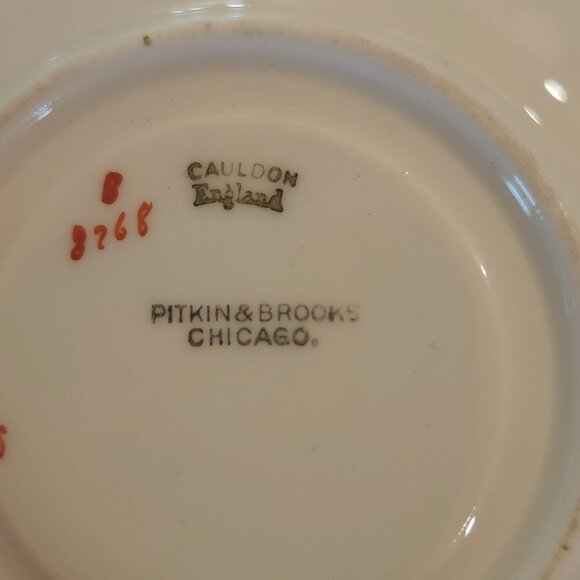 CAULDON
England
B
8768
PITKIN & BROOKS
CHICAGO.